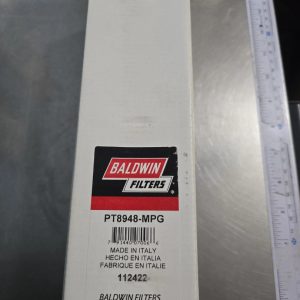 BALDWIN
FILTERS
PT8948-MPG
MADE IN ITALY
HECHO EN ITALIA
FABRIQUE EN ITALIE
112422
BALDWIN FILTERS